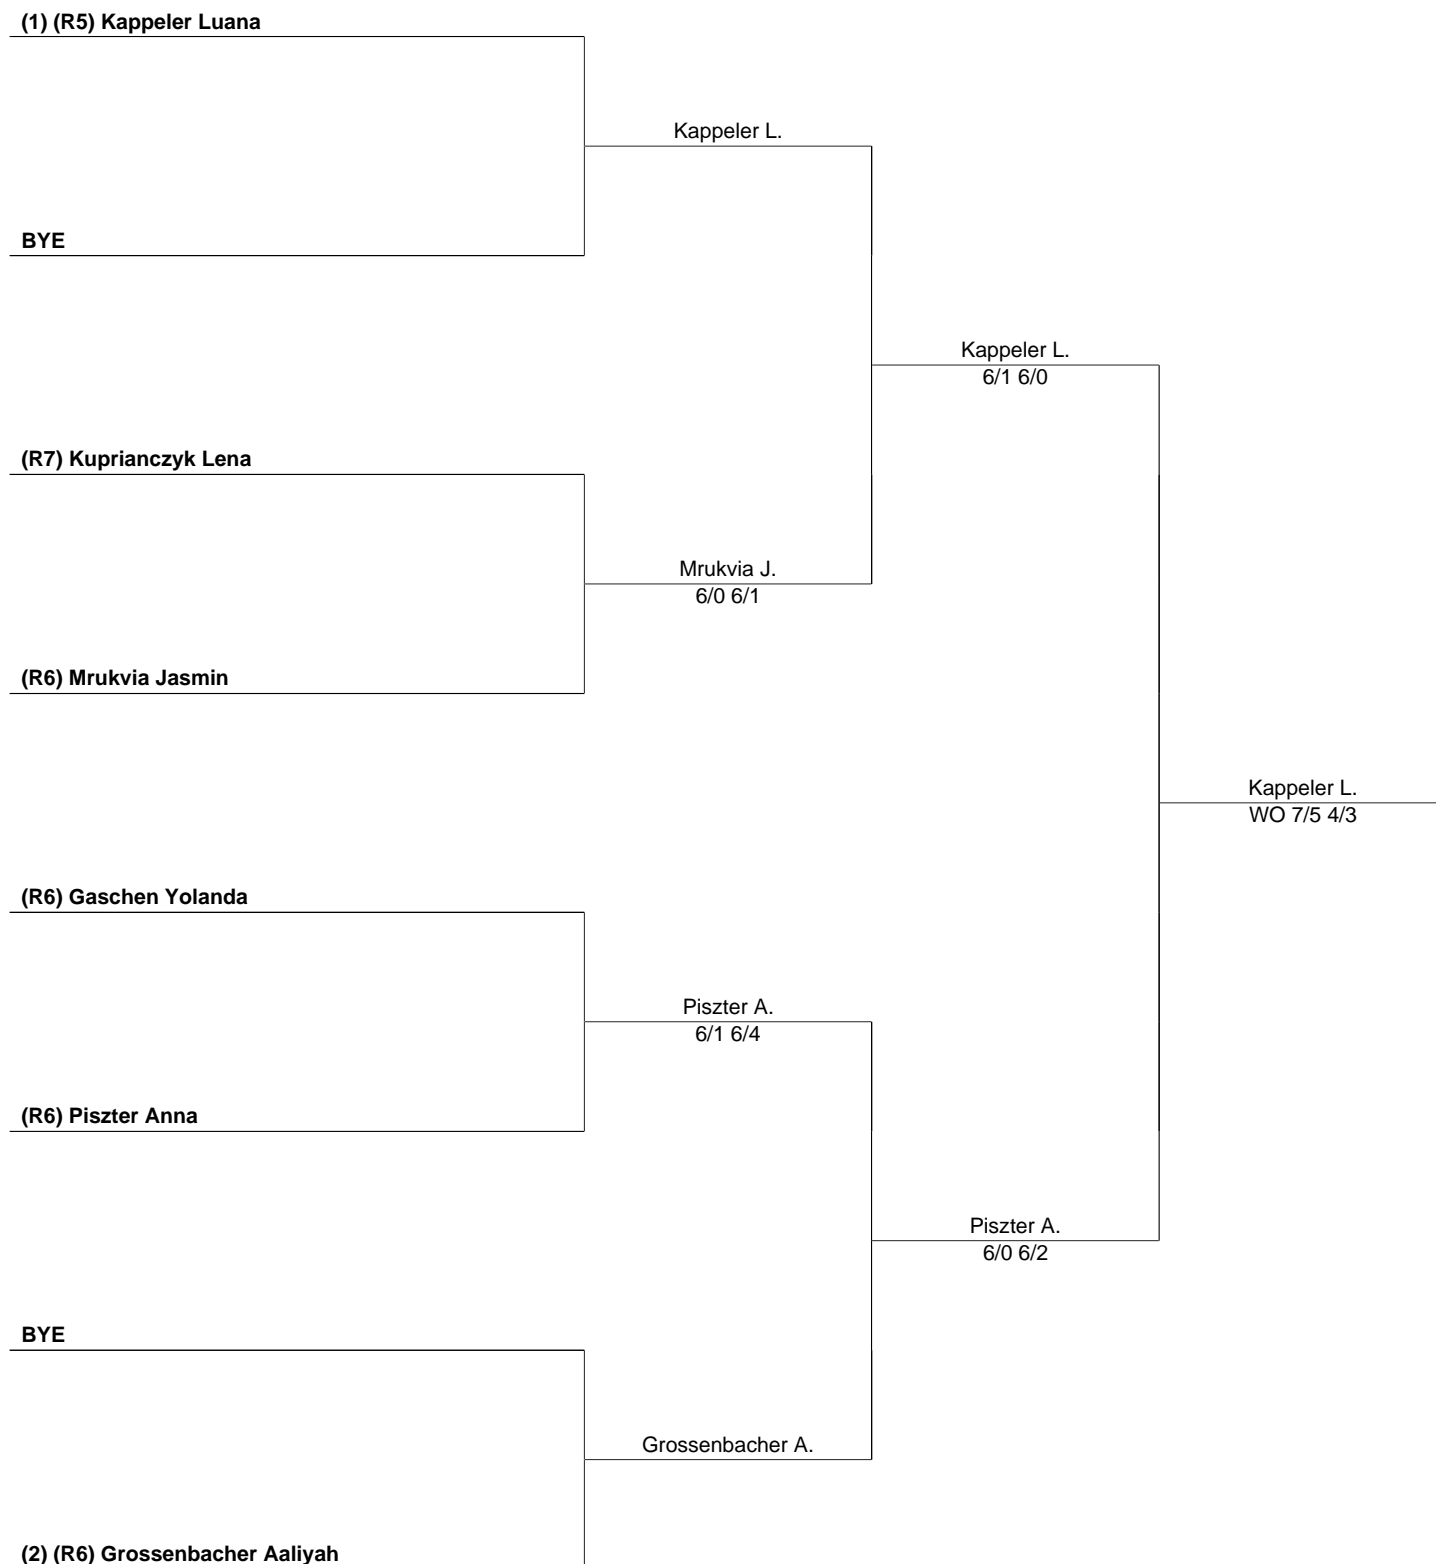 (1) (R5) Kappeler Luana
Kappeler L.
BYE
Kappeler L.
6/1 6/0
(R7) Kuprianczyk Lena
Mrukvia J.
6/0 6/1
(R6) Mrukvia Jasmin
Kappeler L.
WO 7/5 4/3
(R6) Gaschen Yolanda
Piszter A.
6/1 6/4
(R6) Piszter Anna
Piszter A.
6/0 6/2
BYE
Grossenbacher A.
(2) (R6) Grossenbacher Aaliyah